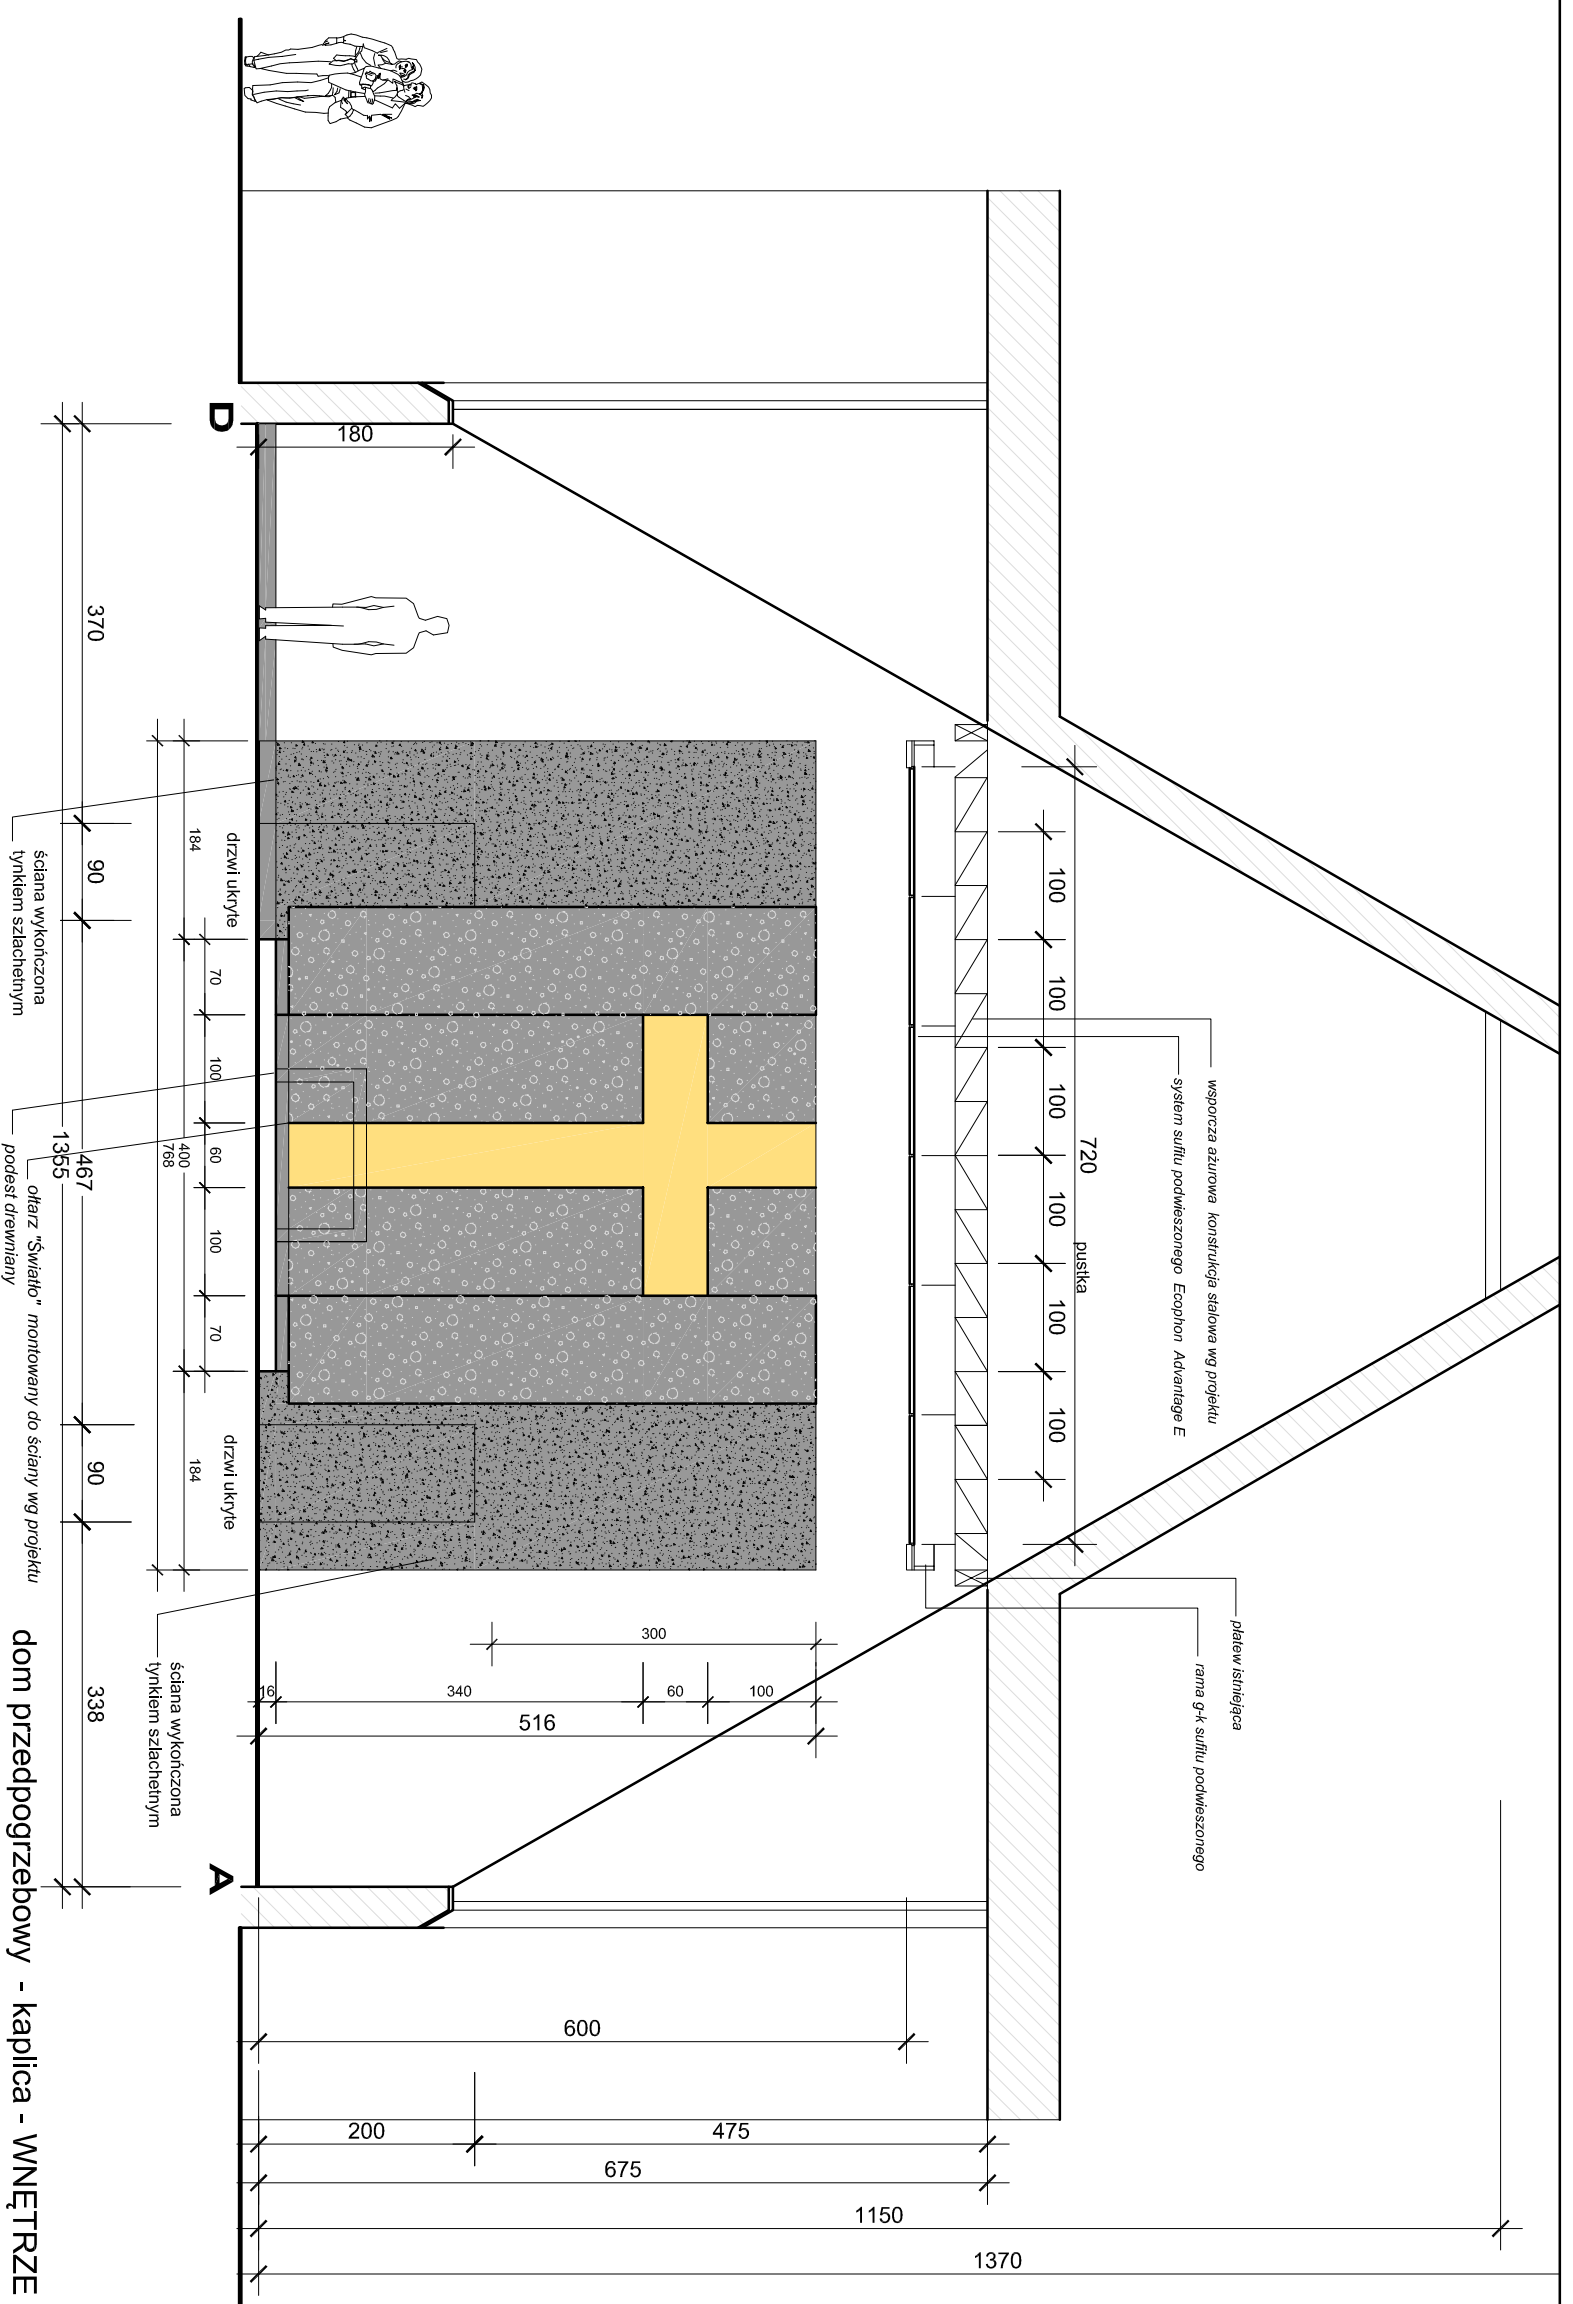 wsporcza ażurowa konstrukcja stalowa wg projektu
system sufitu podwieszonego Ecophon Advantage E
płatew istniejąca
rama g-k sufitu podwieszonego
720
pustka
100
100
100
100
100
100
180
300
16
340
60
100
516
600
200
475
675
1150
1370
D
A
drzwi ukryte
drzwi ukryte
70
100
60
100
70
184
400
184
768
370
90
467
90
338
1355
ściana wykończona
tynkiem szlachetnym
ściana wykończona
tynkiem szlachetnym
ołtarz "Światło" montowany do ściany wg projektu
podest drewniany
dom przedpogrzebowy - kaplica - WNĘTRZE